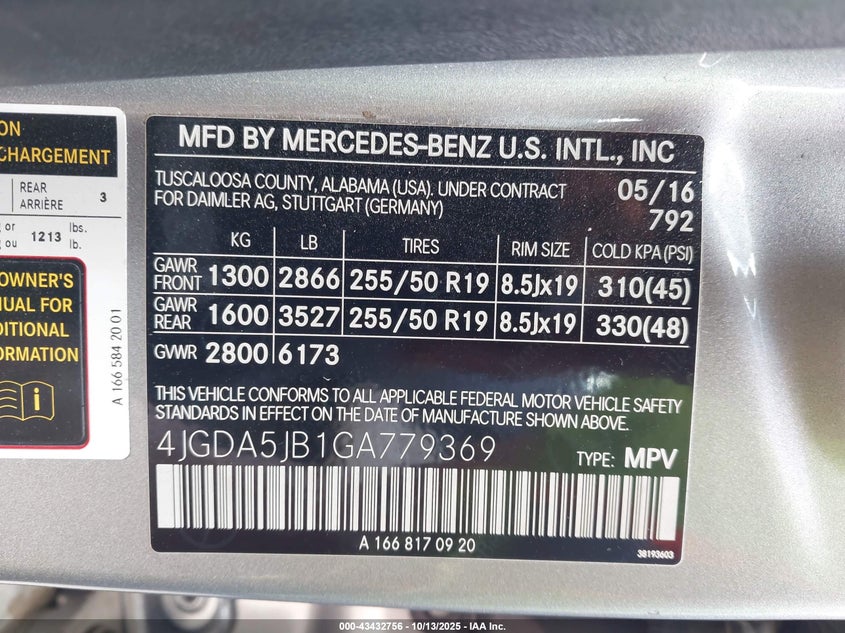 ON
CHARGEMENT
REAR
ARRIÈRE 3
or 1213 lbs.
ou lb.
OWNER'S
FOR
INFORMATION
A 166 584 20 01
MFD BY MERCEDES-BENZ U.S. INTL., INC
TUSCALOOSA COUNTY, ALABAMA (USA). UNDER CONTRACT
FOR DAIMLER AG, STUTTGART (GERMANY)
05/16
792
KG LB TIRES RIM SIZE COLD KPA (PSI)
GAWR FRONT 1300 2866 255/50 R19 8.5Jx19 310(45)
GAWR REAR 1600 3527 255/50 R19 8.5Jx19 330(48)
GVWR 2800 6173
THIS VEHICLE CONFORMS TO ALL APPLICABLE FEDERAL MOTOR VEHICLE SAFETY
STANDARDS IN EFFECT ON THE DATE OF MANUFACTURE SHOWN ABOVE.
4JGDA5JB1GA779369
TYPE: MPV
A 166 817 09 20
38193603
000-43432756 | 10/13/2025 | IAA Inc.